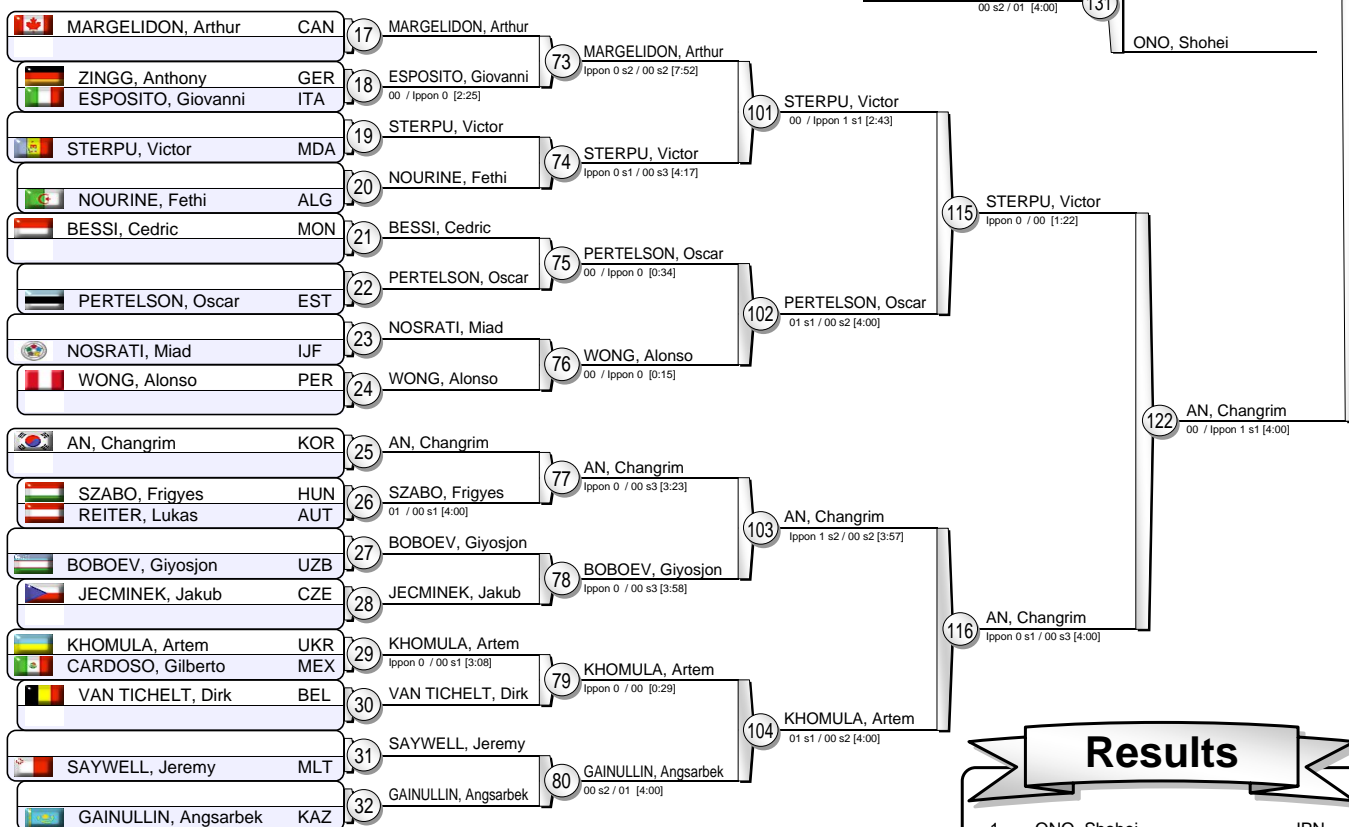 00 s2 / 01 [4:00]
131
ONO, Shohei
MARGELIDON, Arthur CAN
ZINGG, Anthony GER
ESPOSITO, Giovanni ITA
STERPU, Victor MDA
NOURINE, Fethi ALG
BESSI, Cedric MON
PERTELSON, Oscar EST
NOSRATI, Miad IJF
WONG, Alonso PER
AN, Changrim KOR
SZABO, Frigyes HUN
REITER, Lukas AUT
BOBOEV, Giyosjon UZB
JECMINEK, Jakub CZE
KHOMULA, Artem UKR
CARDOSO, Gilberto MEX
VAN TICHELT, Dirk BEL
SAYWELL, Jeremy MLT
GAINULLIN, Angsarbek KAZ
17 MARGELIDON, Arthur
18 ESPOSITO, Giovanni
00 / Ippon 0 [2:25]
19 STERPU, Victor
20 NOURINE, Fethi
21 BESSI, Cedric
22 PERTELSON, Oscar
23 NOSRATI, Miad
24 WONG, Alonso
25 AN, Changrim
26 SZABO, Frigyes
01 / 00 s1 [4:00]
27 BOBOEV, Giyosjon
28 JECMINEK, Jakub
29 KHOMULA, Artem
Ippon 0 / 00 s1 [3:08]
30 VAN TICHELT, Dirk
31 SAYWELL, Jeremy
32 GAINULLIN, Angsarbek
73 MARGELIDON, Arthur
Ippon 0 s2 / 00 s2 [7:52]
74 STERPU, Victor
Ippon 0 s1 / 00 s3 [4:17]
75 PERTELSON, Oscar
00 / Ippon 0 [0:34]
76 WONG, Alonso
00 / Ippon 0 [0:15]
77 AN, Changrim
Ippon 0 / 00 s3 [3:23]
78 BOBOEV, Giyosjon
Ippon 0 / 00 s3 [3:58]
79 KHOMULA, Artem
Ippon 0 / 00 [0:29]
80 GAINULLIN, Angsarbek
00 s2 / 01 [4:00]
101 STERPU, Victor
00 / Ippon 1 s1 [2:43]
102 PERTELSON, Oscar
01 s1 / 00 s2 [4:00]
103 AN, Changrim
Ippon 1 s2 / 00 s2 [3:57]
104 KHOMULA, Artem
01 s1 / 00 s2 [4:00]
115 STERPU, Victor
Ippon 0 / 00 [1:22]
116 AN, Changrim
Ippon 0 s1 / 00 s3 [4:00]
122 AN, Changrim
00 / Ippon 1 s1 [4:00]
Results
1 ONO, Shohei JPN